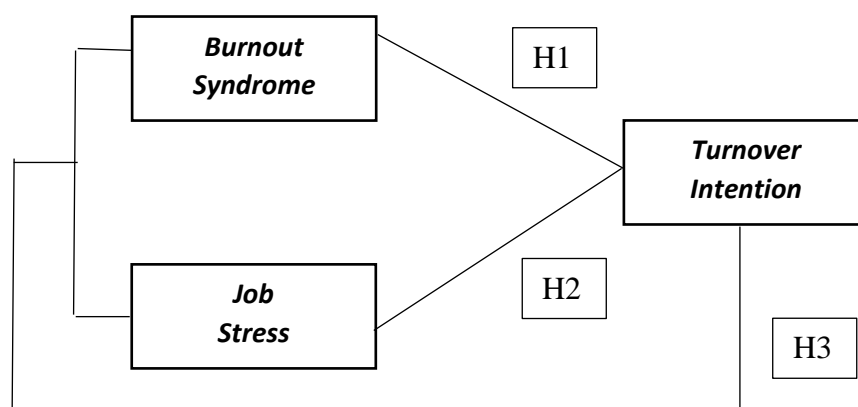 Burnout
Syndrome
H1
Turnover
Intention
Job
Stress
H2
H3